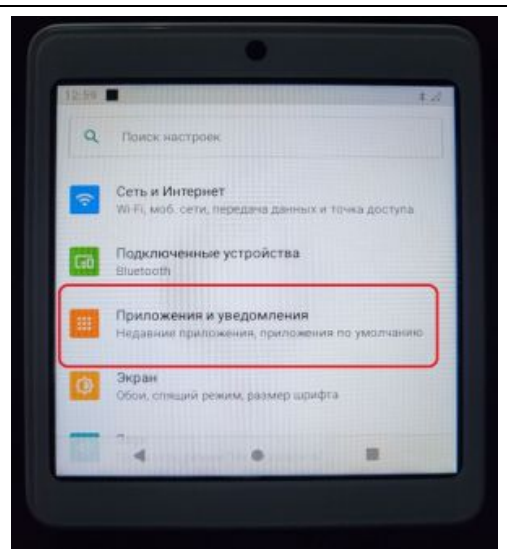 12:59
Поиск настроек
Сеть и Интернет
Wi-Fi, моб. сети, передача данных и точка доступа
Подключенные устройства
Bluetooth
Приложения и уведомления
Недавние приложения, приложения по умолчанию
Экран
Обои, спящий режим, размер шрифта